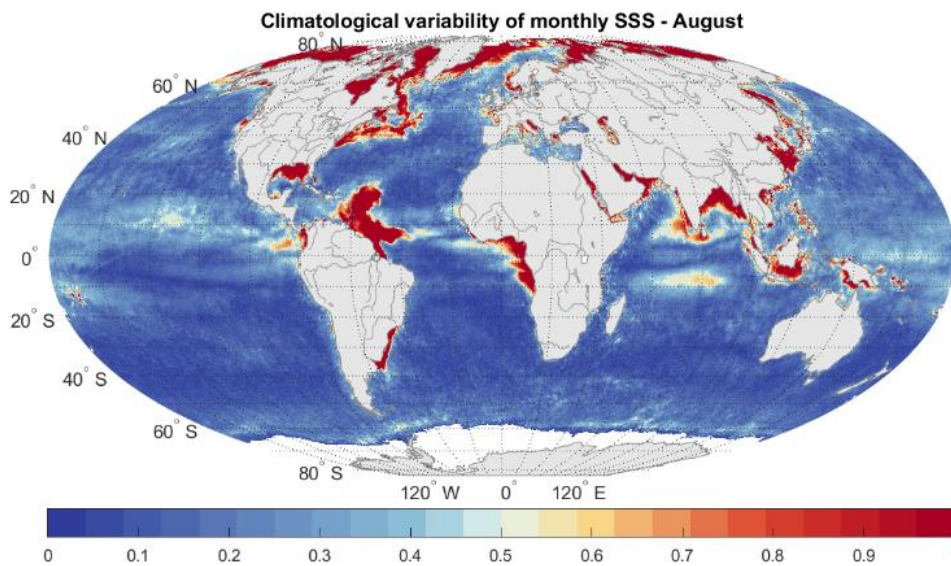 Climatological variability of monthly SSS - August
80° N
60° N
40° N
20° N
0°
20° S
40° S
60° S
80° S
120° W 0° 120° E
0 0.1 0.2 0.3 0.4 0.5 0.6 0.7 0.8 0.9